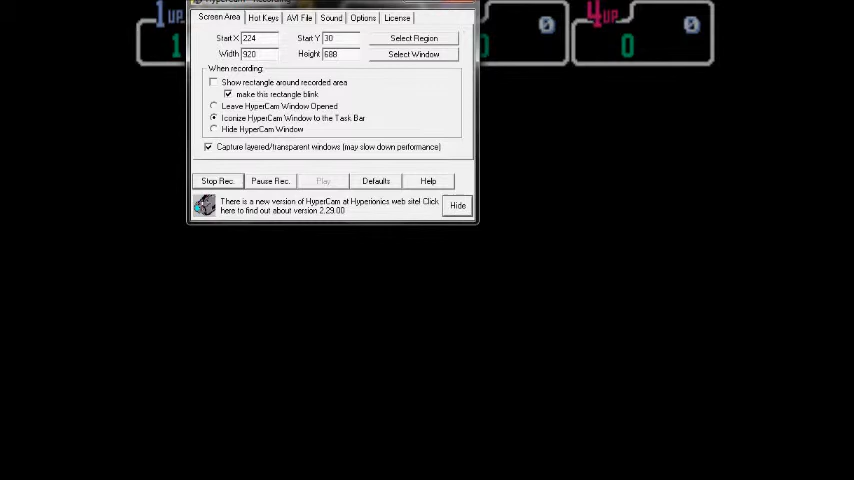 HyperCam - Recording
1UP. 0 4UP. 0
Screen Area Hot Keys AVI File Sound Options License
1 0 0
Start X 224 Start Y 30 Select Region
Width 920 Height 688 Select Window
When recording:
Show rectangle around recorded area
make this rectangle blink
Leave HyperCam Window Opened
Iconize HyperCam Window to the Task Bar
Hide HyperCam Window
Capture layered/transparent windows (may slow down performance)
Stop Rec. Pause Rec. Play Defaults Help
There is a new version of HyperCam at Hyperionics web site! Click
here to find out about version 2.29.00
Hide